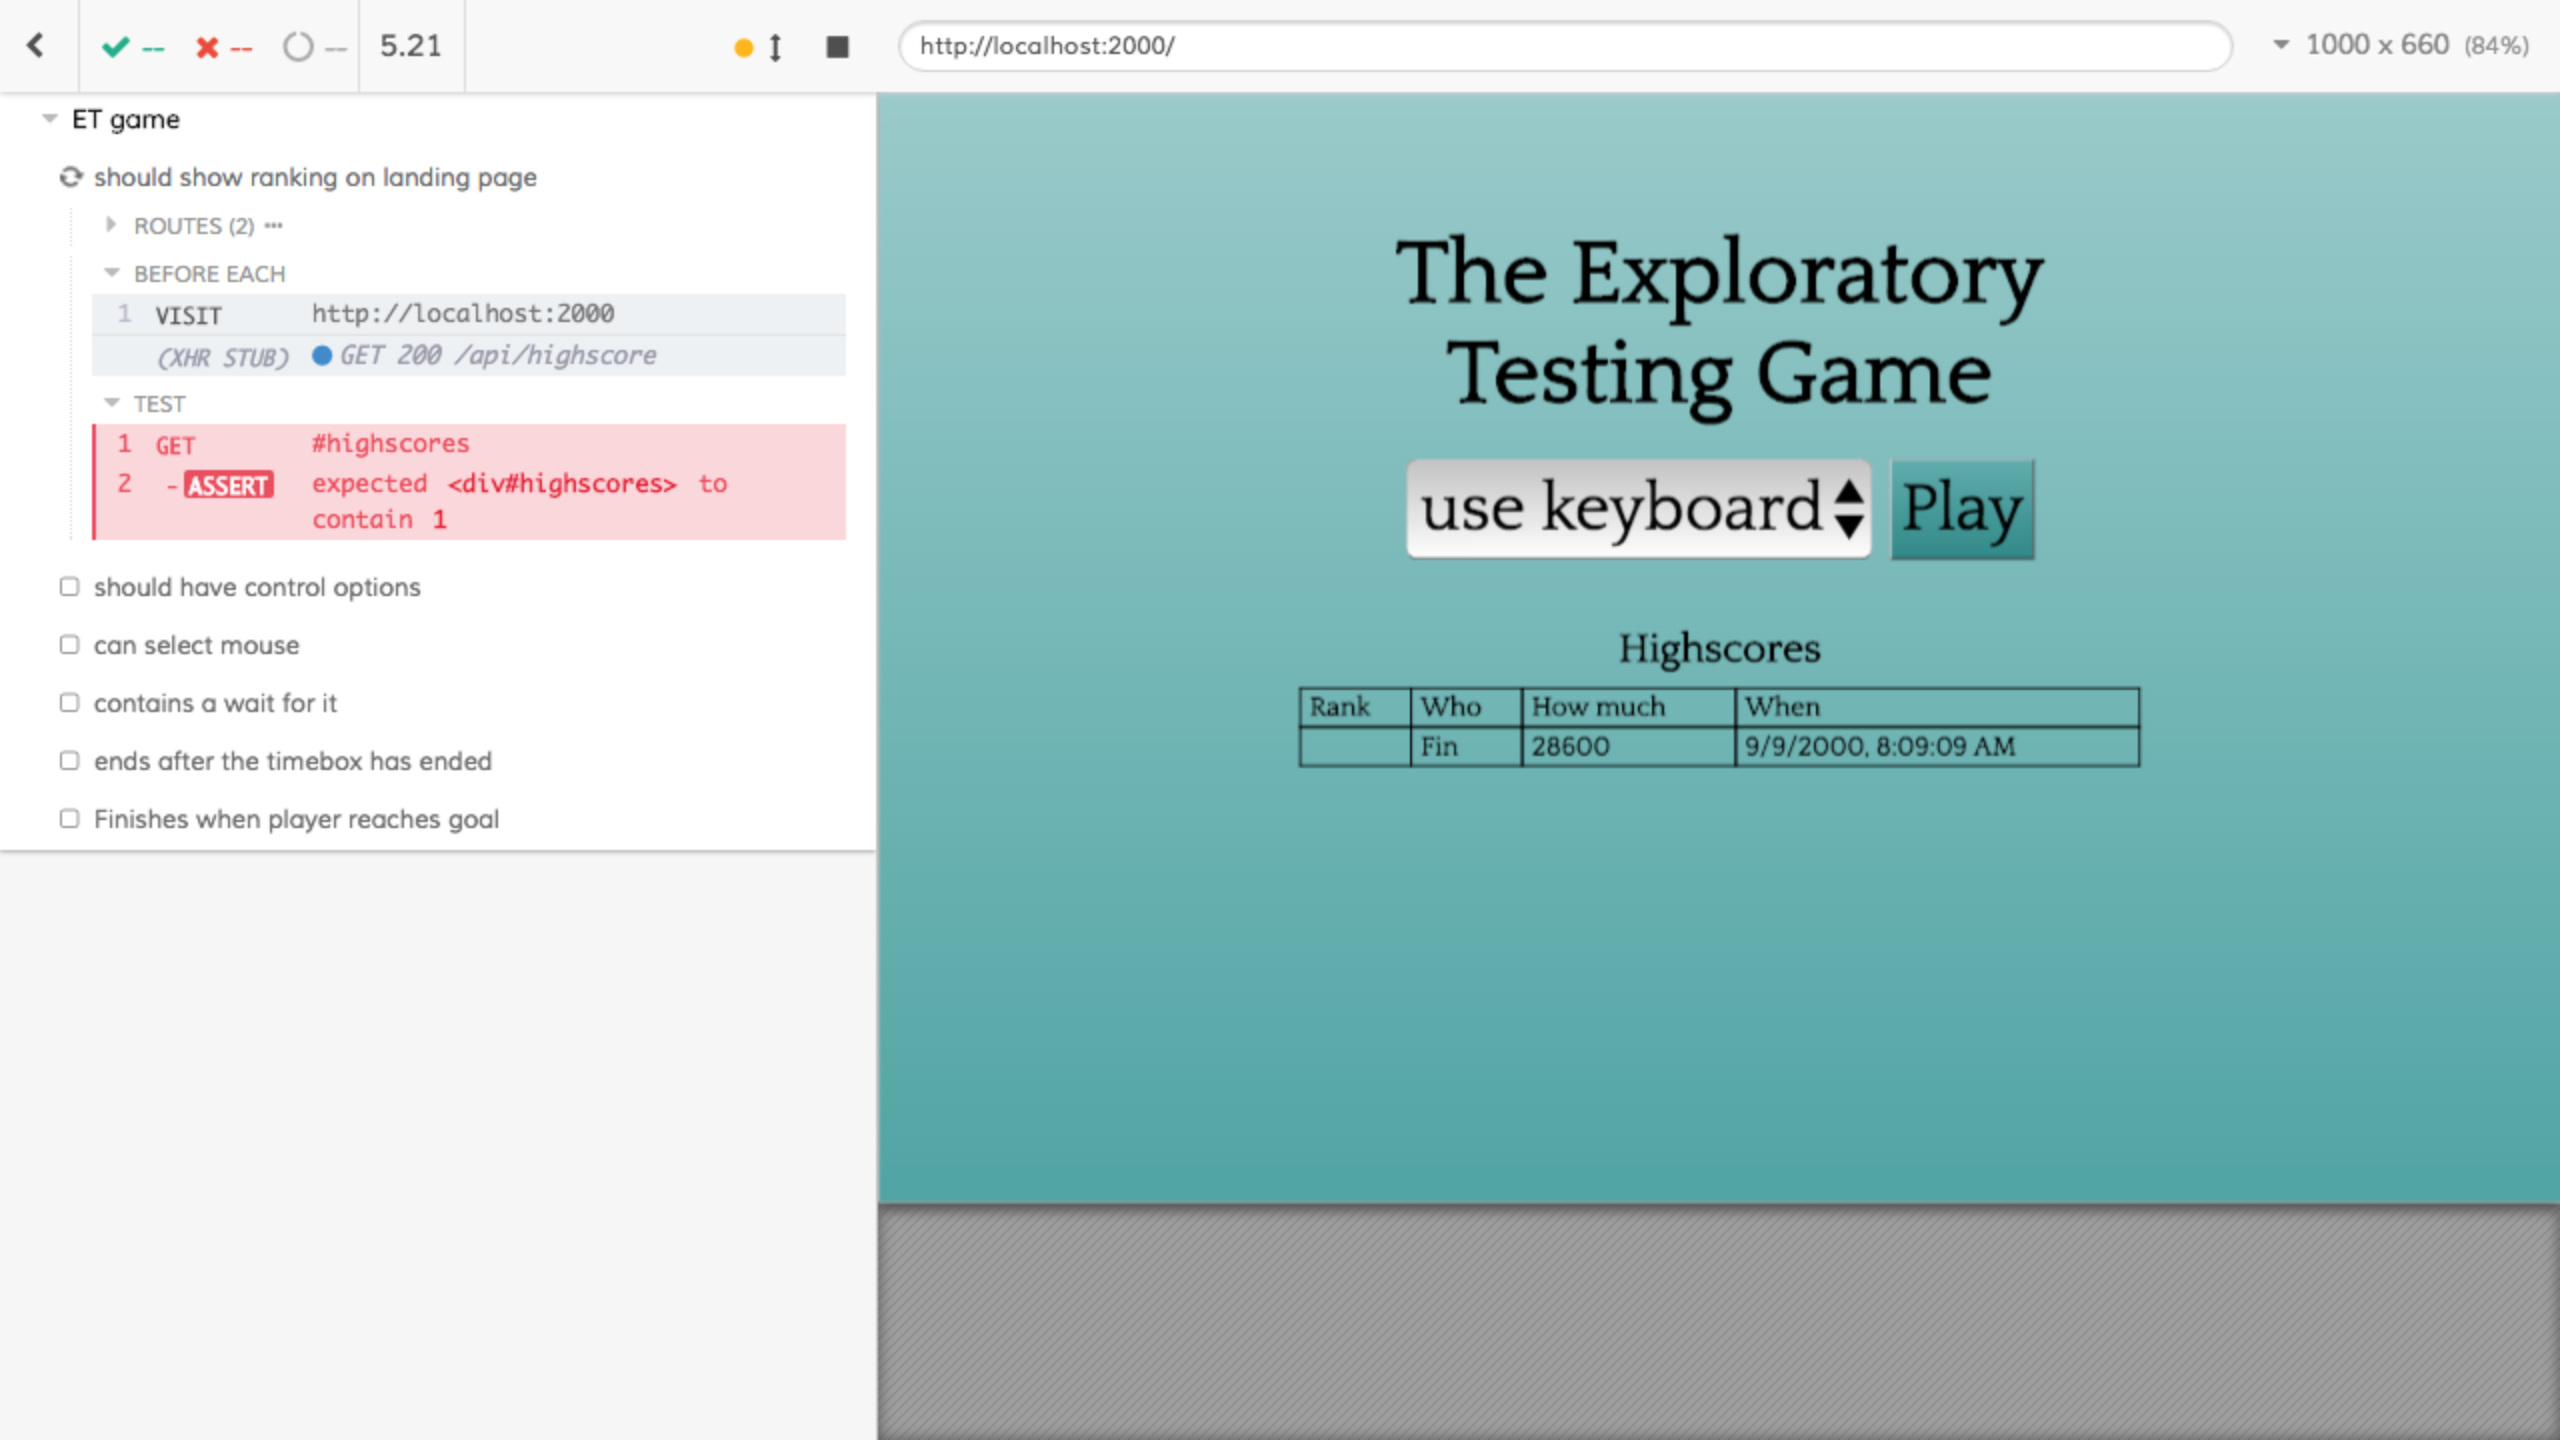 -- -- -- 5.21
http://localhost:2000/ 1000 x 660 (84%)
ET game
should show ranking on landing page
ROUTES (2) •••
BEFORE EACH
1 VISIT http://localhost:2000
(XHR STUB) GET 200 /api/highscore
TEST
1 GET #highscores
2 -ASSERT expected <div#highscores> to
contain 1
should have control options
can select mouse
contains a wait for it
ends after the timebox has ended
Finishes when player reaches goal
The Exploratory
Testing Game
use keyboard Play
Highscores
Rank Who How much When
Fin 28600 9/9/2000, 8:09:09 AM